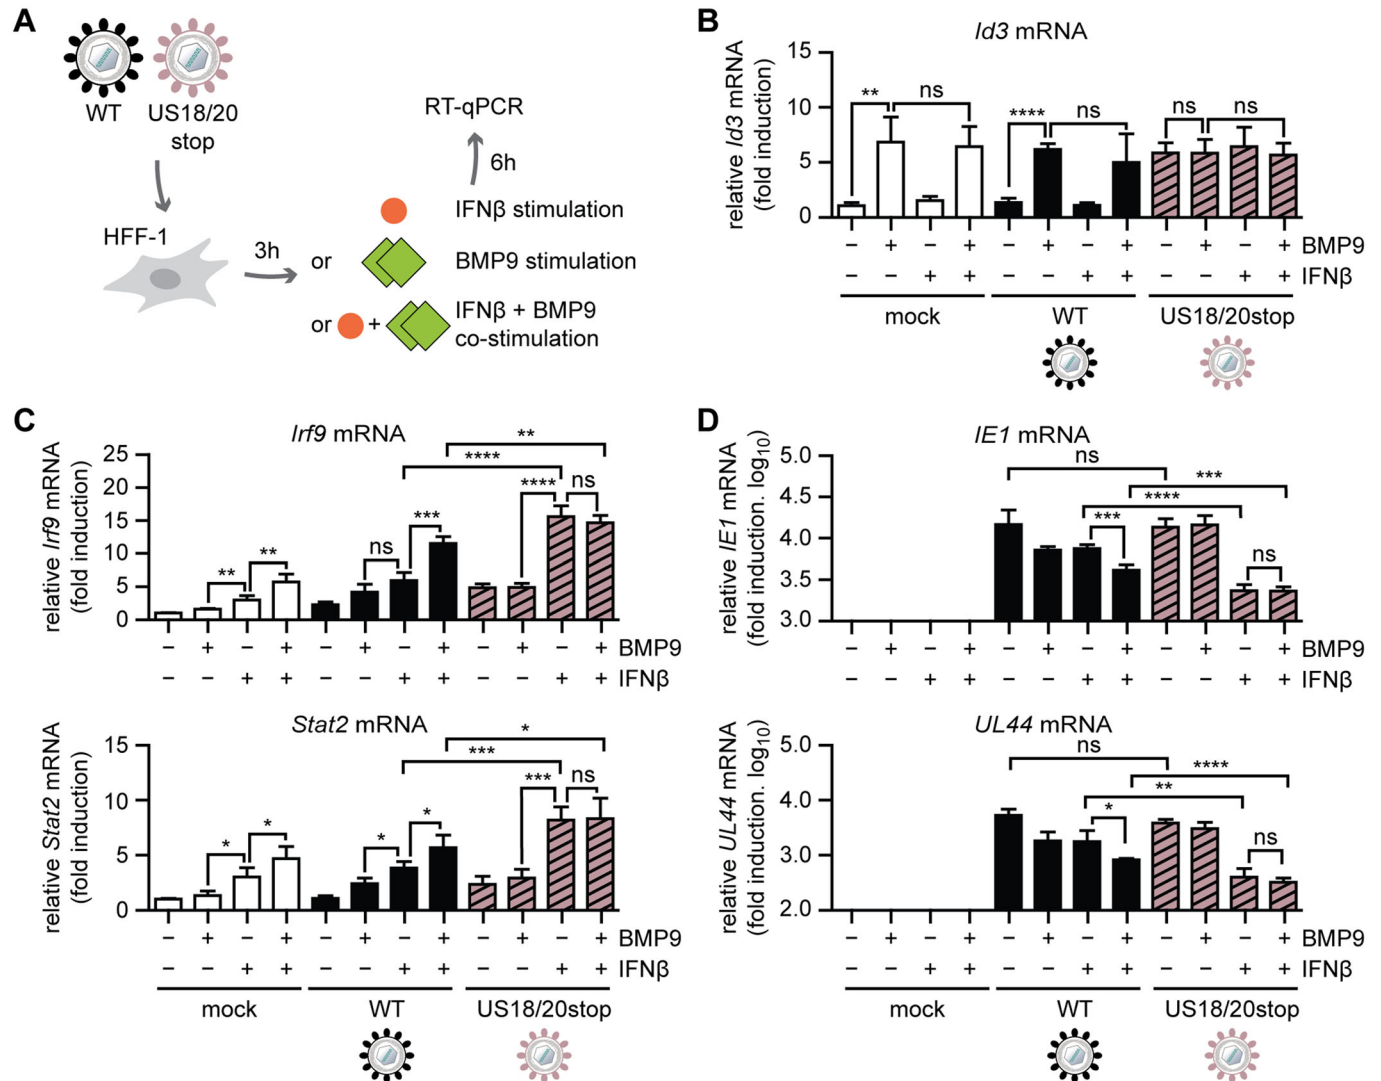 A
WT
US18/20
stop
HFF-1
3h
RT-qPCR
6h
IFNβ stimulation
or
BMP9 stimulation
or
+
IFNβ + BMP9
co-stimulation
B
Id3 mRNA
relative Id3 mRNA
(fold induction)
15
10
5
0
** ns **** ns ns ns
− + − + − + − + − + − + BMP9
− − + + − − + + − − + + IFNβ
mock WT US18/20stop
C
Irf9 mRNA
relative Irf9 mRNA
(fold induction)
25
20
15
10
5
0
**
****
**** ns
***
** ns
**
− + − + − + − + − + − + BMP9
− − + + − − + + − − + + IFNβ
Stat2 mRNA
relative Stat2 mRNA
(fold induction)
15
10
5
0
*
***
*** ns
* * * *
− + − + − + − + − + − + BMP9
− − + + − − + + − − + + IFNβ
mock WT US18/20stop
D
IE1 mRNA
relative IE1 mRNA
(fold induction. log10)
5.0
4.5
4.0
3.5
3.0
ns
***
****
***
ns
− + − + − + − + − + − + BMP9
− − + + − − + + − − + + IFNβ
UL44 mRNA
relative UL44 mRNA
(fold induction. log10)
5.0
4.0
3.0
2.0
ns
****
**
*
ns
− + − + − + − + − + − + BMP9
− − + + − − + + − − + + IFNβ
mock WT US18/20stop